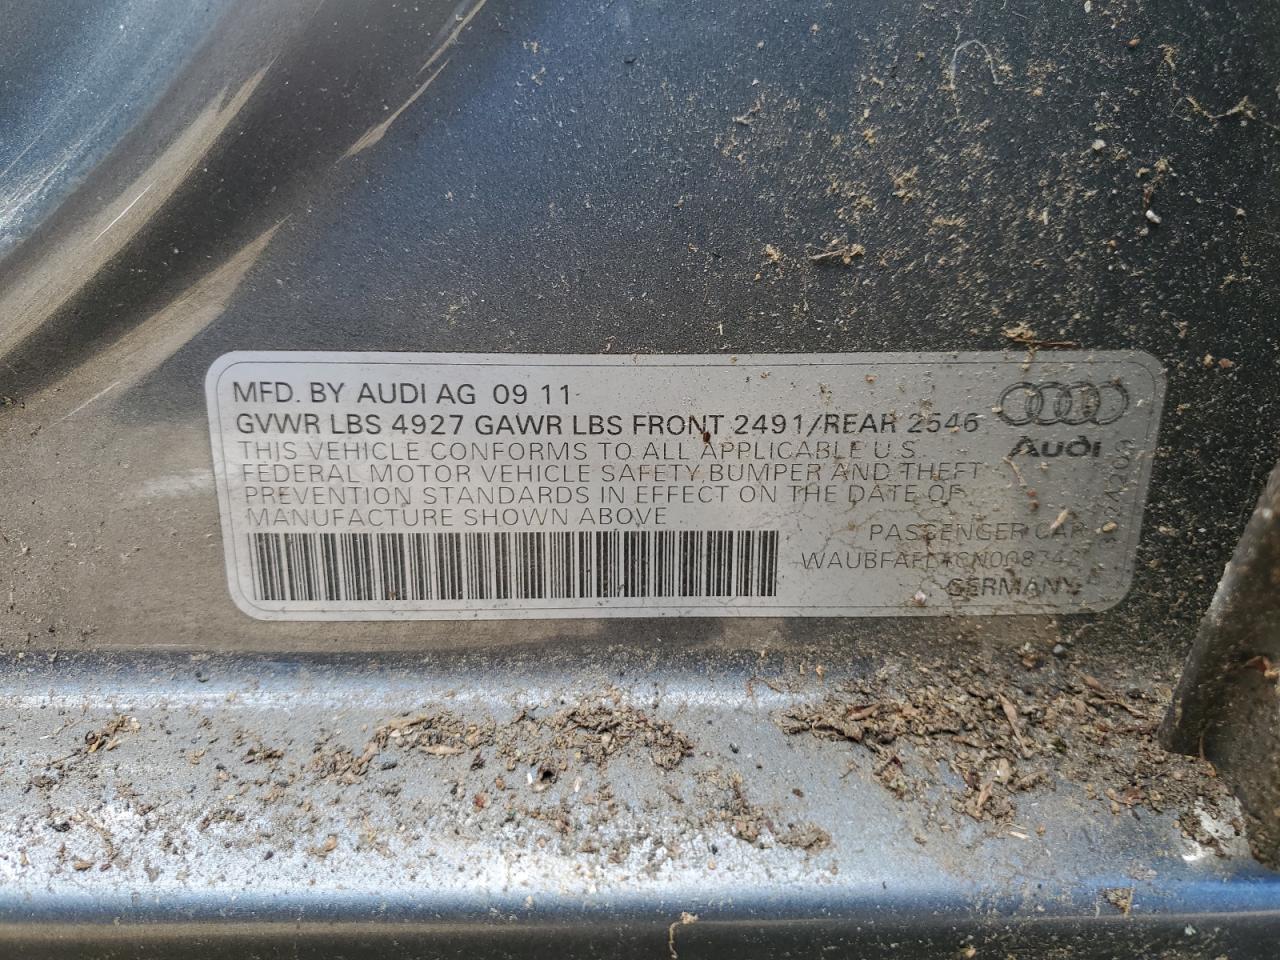 MFD. BY AUDI AG 09 11
GVWR LBS 4927 GAWR LBS FRONT 2491/REAR 2546
THIS VEHICLE CONFORMS TO ALL APPLICABLE U.S.
FEDERAL MOTOR VEHICLE SAFETY, BUMPER AND THEFT
PREVENTION STANDARDS IN EFFECT ON THE DATE OF
MANUFACTURE SHOWN ABOVE
Audi
PASSENGER CAR
GERMANY